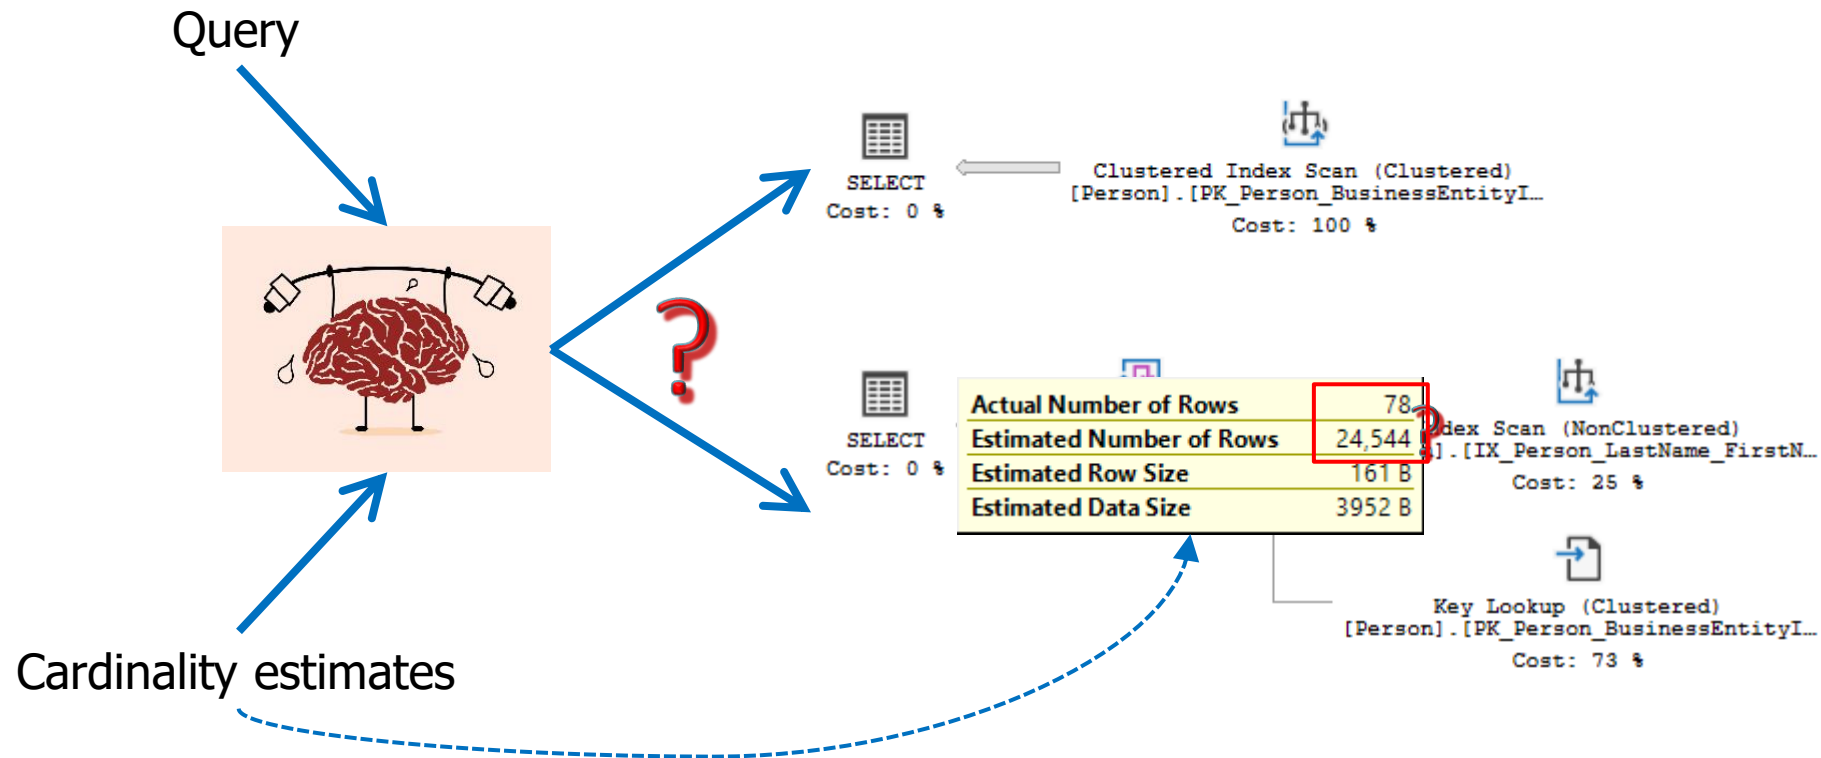 Query
SELECT
Cost: 0 %
Clustered Index Scan (Clustered)
[Person].[PK_Person_BusinessEntityI…
Cost: 100 %
?
SELECT
Cost: 0 %
Actual Number of Rows 78
Estimated Number of Rows 24,544
Estimated Row Size 161 B
Estimated Data Size 3952 B
?
Scan (NonClustered)
].[IX_Person_LastName_FirstN…
Cost: 25 %
Key Lookup (Clustered)
[Person].[PK_Person_BusinessEntityI…
Cost: 73 %
Cardinality estimates